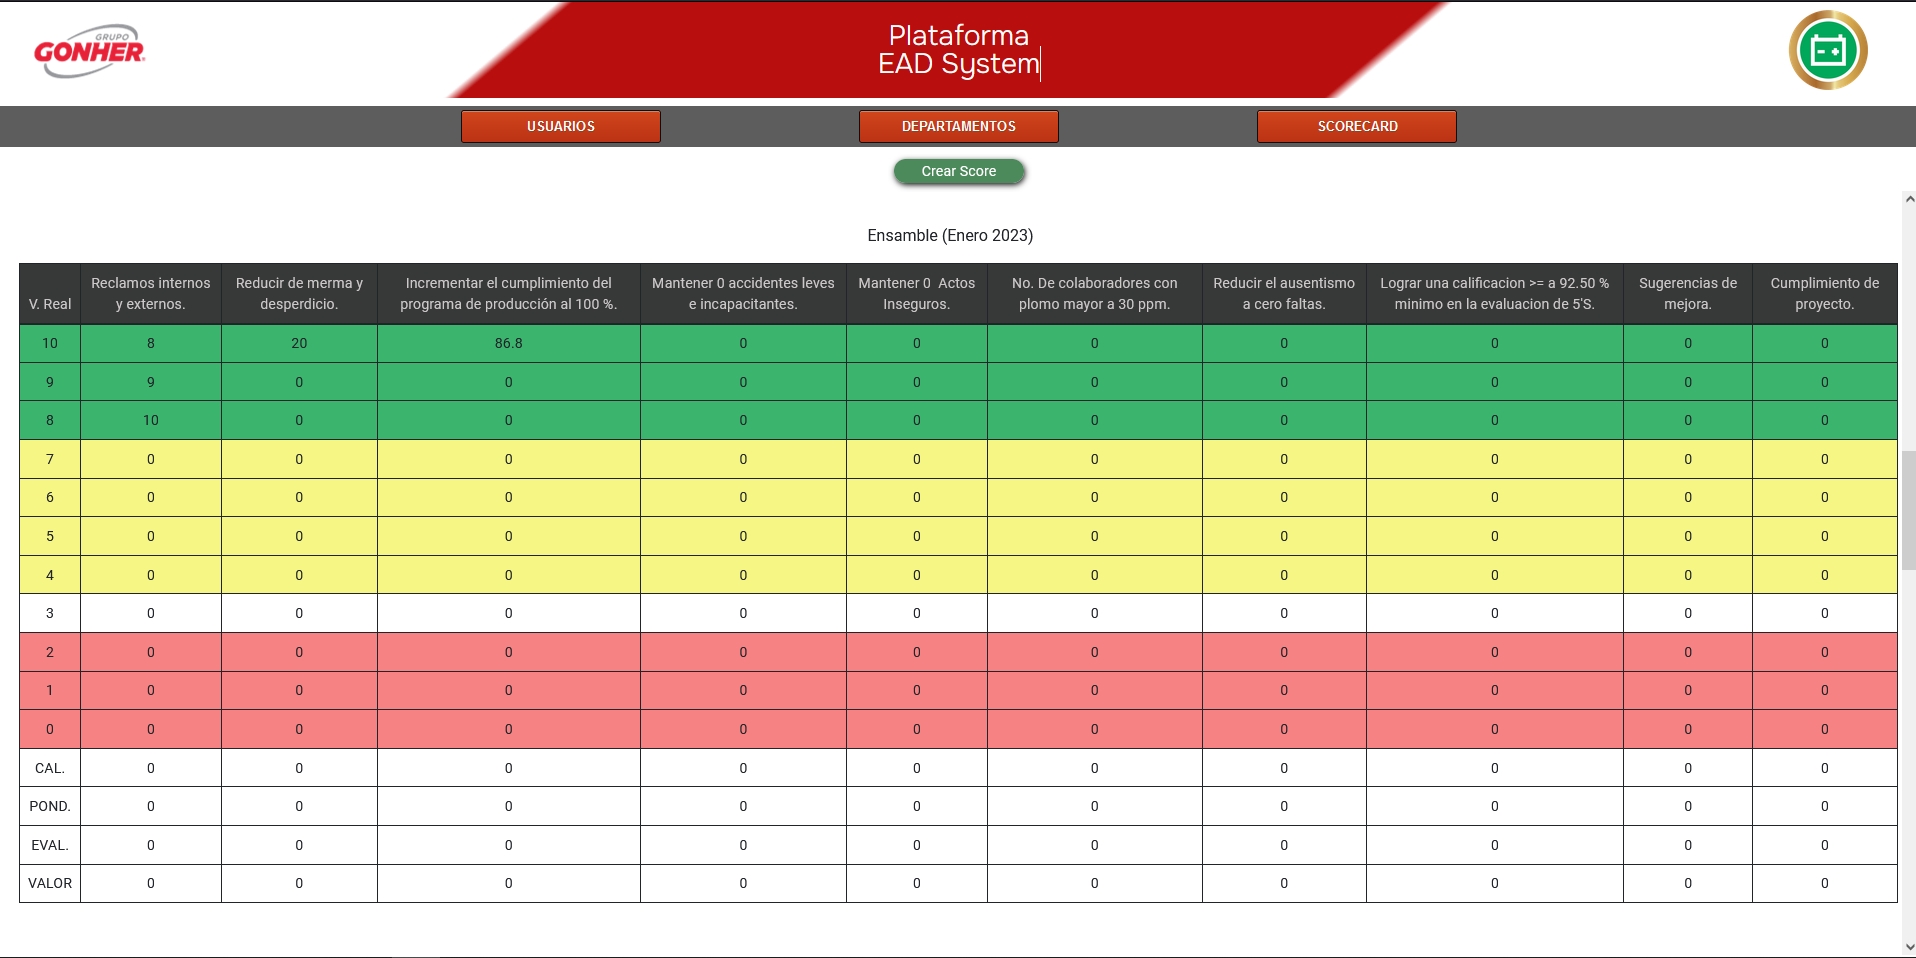 GRUPO
GONHER
Plataforma
EAD System
USUARIOS DEPARTAMENTOS SCORECARD
Crear Score
Ensamble (Enero 2023)
Reclamos internos Reducir de merma y Incrementar el cumplimiento del Mantener 0 accidentes leves Mantener 0 Actos No. De colaboradores con Reducir el ausentismo Lograr una calificacion >= a 92.50 % Sugerencias de Cumplimiento de
V. Real y externos. desperdicio. programa de producción al 100 %. e incapacitantes. Inseguros. plomo mayor a 30 ppm. a cero faltas. minimo en la evaluacion de 5'S. mejora. proyecto.
10 8 20 86.8 0 0 0 0 0 0 0
9 9 0 0 0 0 0 0 0 0 0
8 10 0 0 0 0 0 0 0 0 0
7 0 0 0 0 0 0 0 0 0 0
6 0 0 0 0 0 0 0 0 0 0
5 0 0 0 0 0 0 0 0 0 0
4 0 0 0 0 0 0 0 0 0 0
3 0 0 0 0 0 0 0 0 0 0
2 0 0 0 0 0 0 0 0 0 0
1 0 0 0 0 0 0 0 0 0 0
0 0 0 0 0 0 0 0 0 0 0
CAL. 0 0 0 0 0 0 0 0 0 0
POND. 0 0 0 0 0 0 0 0 0 0
EVAL. 0 0 0 0 0 0 0 0 0 0
VALOR 0 0 0 0 0 0 0 0 0 0